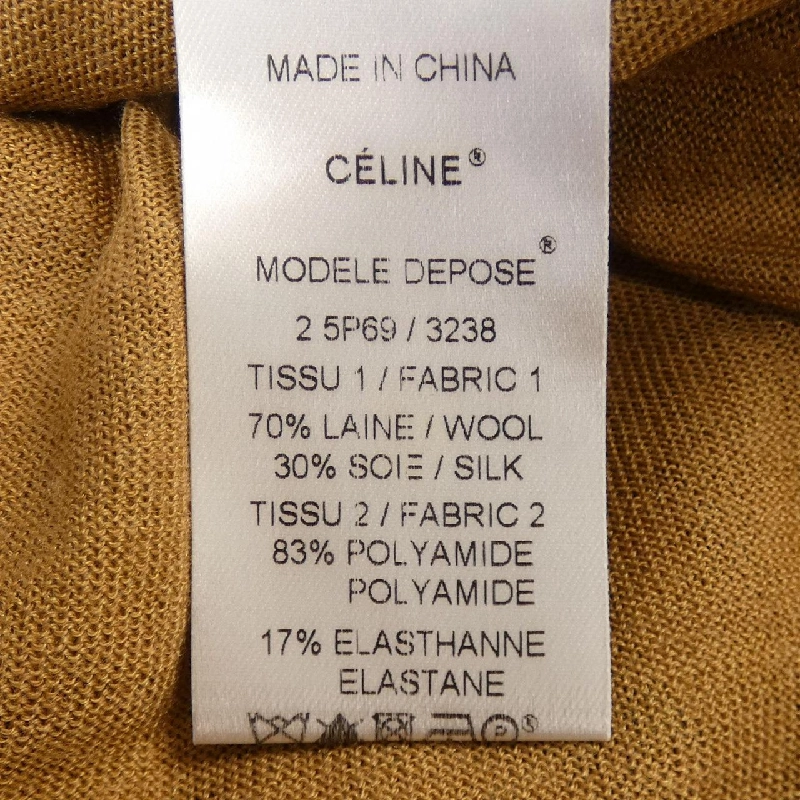 MADE IN CHINA
CÉLINE®
MODELE DEPOSE®
2 5P69 / 3238
TISSU 1 / FABRIC 1
70% LAINE / WOOL
30% SOIE / SILK
TISSU 2 / FABRIC 2
83% POLYAMIDE
POLYAMIDE
17% ELASTHANNE
ELASTANE
P ®